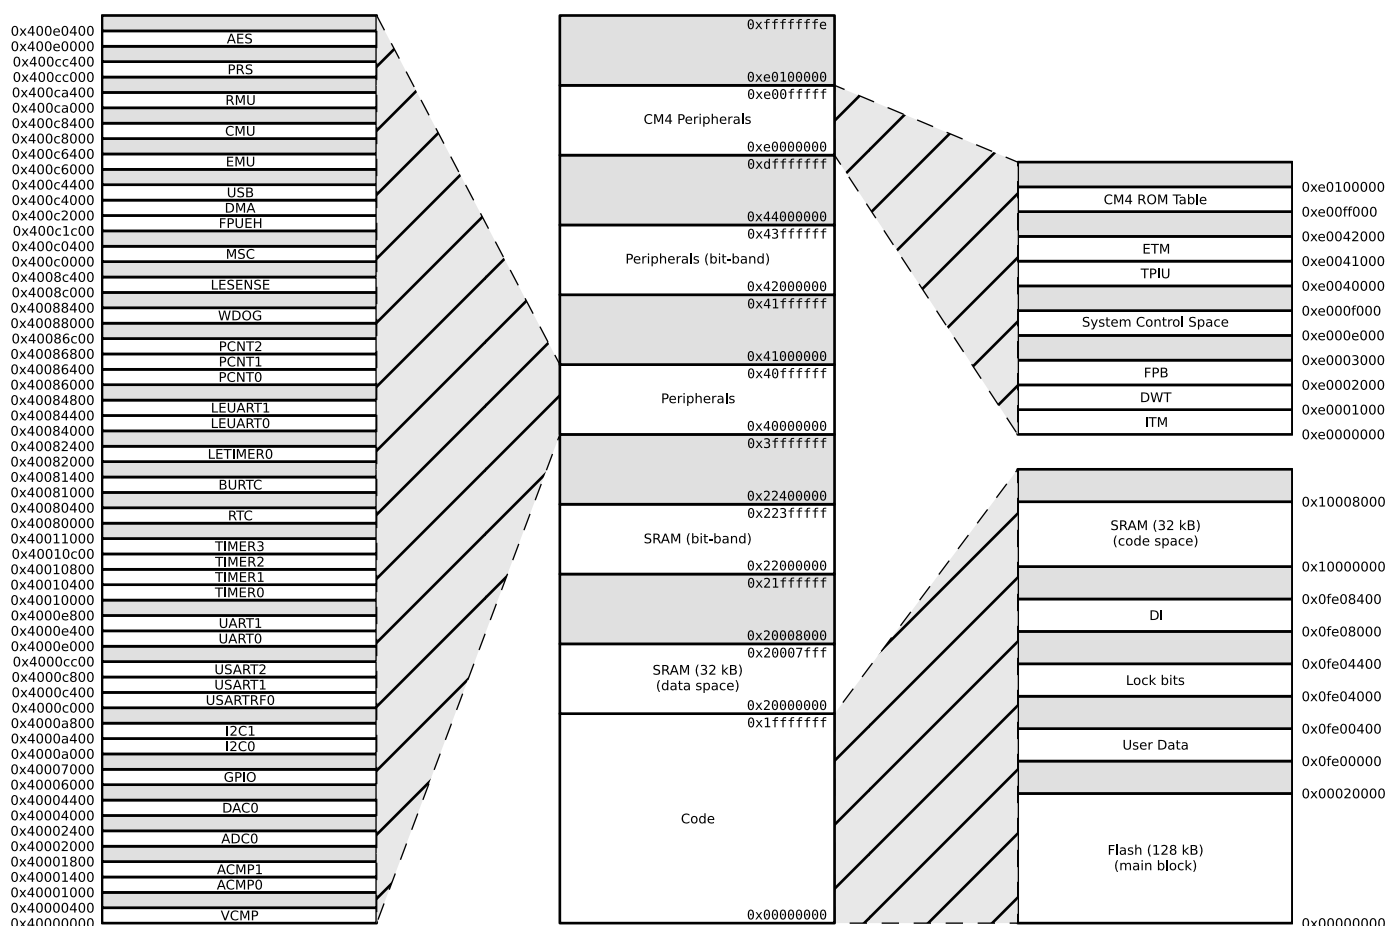 0x400e0400
AES
0x400e0000
0x400cc400
PRS
0x400cc000
0x400ca400
RMU
0x400ca000
0x400c8400
CMU
0x400c8000
0x400c6400
EMU
0x400c6000
0x400c4400
USB
0x400c4000
DMA
0x400c2000
FPUEH
0x400c1c00
0x400c0400
MSC
0x400c0000
0x4008c400
LESENSE
0x4008c000
0x40088400
WDOG
0x40088000
0x40086c00
PCNT2
0x40086800
PCNT1
0x40086400
PCNT0
0x40086000
0x40084800
LEUART1
0x40084400
LEUART0
0x40084000
0x40082400
LETIMER0
0x40082000
0x40081400
BURTC
0x40081000
0x40080400
RTC
0x40080000
0x40011000
TIMER3
0x40010c00
TIMER2
0x40010800
TIMER1
0x40010400
TIMER0
0x40010000
0x4000e800
UART1
0x4000e400
UART0
0x4000e000
0x4000cc00
USART2
0x4000c800
USART1
0x4000c400
USARTRF0
0x4000c000
0x4000a800
I2C1
0x4000a400
I2C0
0x4000a000
0x40007000
GPIO
0x40006000
0x40004400
DAC0
0x40004000
0x40002400
ADC0
0x40002000
0x40001800
ACMP1
0x40001400
ACMP0
0x40001000
0x40000400
VCMP
0x40000000
0xfffffffe
0xe0100000
0xe00fffff
CM4 Peripherals
0xe0000000
0xdfffffff
0x44000000
0x43ffffff
Peripherals (bit-band)
0x42000000
0x41ffffff
0x41000000
0x40ffffff
Peripherals
0x40000000
0x3fffffff
0x22400000
0x223fffff
SRAM (bit-band)
0x22000000
0x21ffffff
0x20008000
0x20007fff
SRAM (32 kB)
(data space)
0x20000000
0x1fffffff
Code
0x00000000
0xe0100000
CM4 ROM Table
0xe00ff000
0xe0042000
ETM
0xe0041000
TPIU
0xe0040000
0xe000f000
System Control Space
0xe000e000
0xe0003000
FPB
0xe0002000
DWT
0xe0001000
ITM
0xe0000000
0x10008000
SRAM (32 kB)
(code space)
0x10000000
0x0fe08400
DI
0x0fe08000
0x0fe04400
Lock bits
0x0fe04000
0x0fe00400
User Data
0x0fe00000
0x00020000
Flash (128 kB)
(main block)
0x00000000